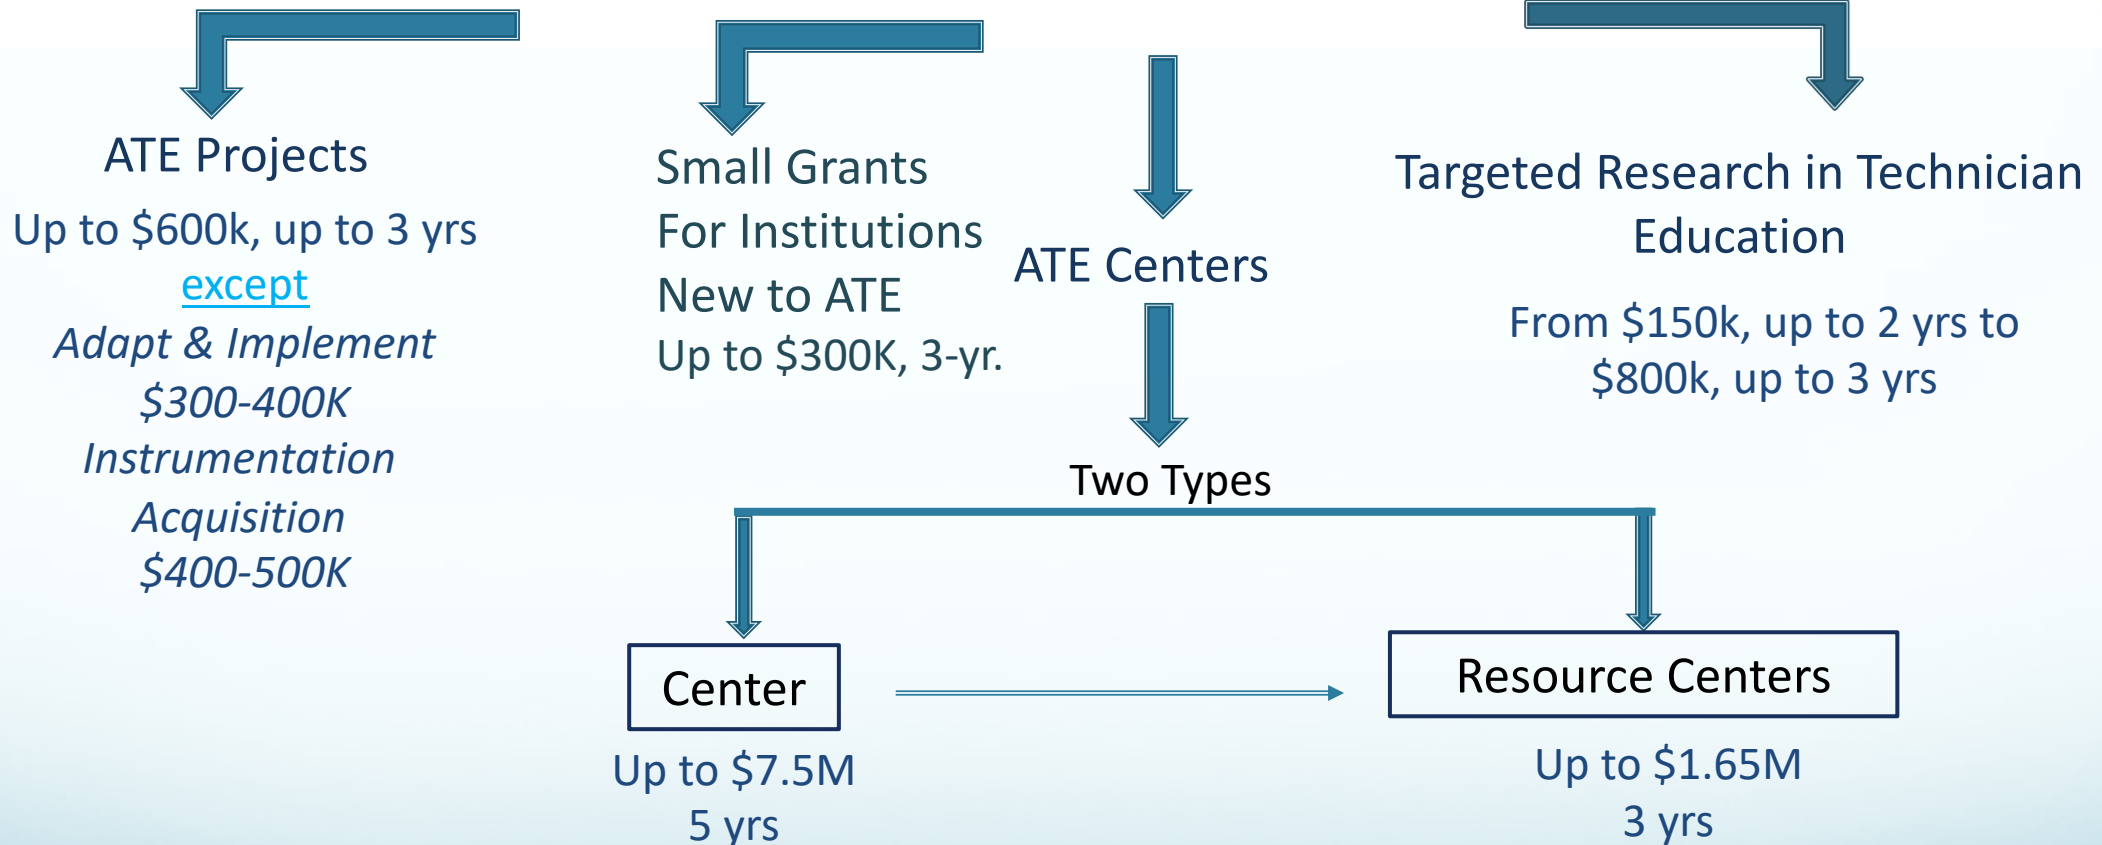 ATE Projects
Up to $600k, up to 3 yrs
except
Adapt & Implement
$300-400K
Instrumentation
Acquisition
$400-500K
Small Grants
For Institutions
New to ATE
Up to $300K, 3-yr.
ATE Centers
Two Types
Center
Up to $7.5M
5 yrs
Resource Centers
Up to $1.65M
3 yrs
Targeted Research in Technician
Education
From $150k, up to 2 yrs to
$800k, up to 3 yrs